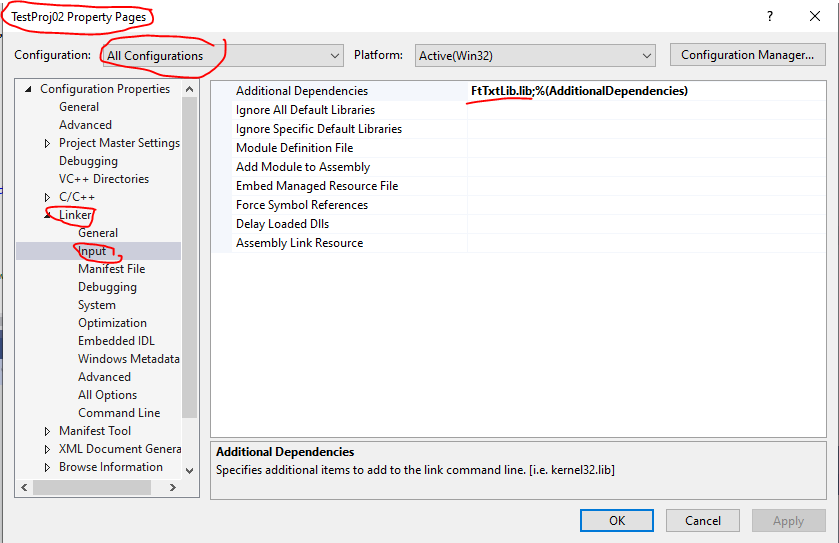 TestProj02 Property Pages
? ×
Configuration: All Configurations Platform: Active(Win32) Configuration Manager...
Configuration Properties
General
Advanced
Project Master Settings
Debugging
VC++ Directories
C/C++
Linker
General
Input
Manifest File
Debugging
System
Optimization
Embedded IDL
Windows Metadata
Advanced
All Options
Command Line
Manifest Tool
XML Document Genera
Browse Information
Additional Dependencies FtTxtLib.lib;%(AdditionalDependencies)
Ignore All Default Libraries
Ignore Specific Default Libraries
Module Definition File
Add Module to Assembly
Embed Managed Resource File
Force Symbol References
Delay Loaded Dlls
Assembly Link Resource
Additional Dependencies
Specifies additional items to add to the link command line. [i.e. kernel32.lib]
OK Cancel Apply